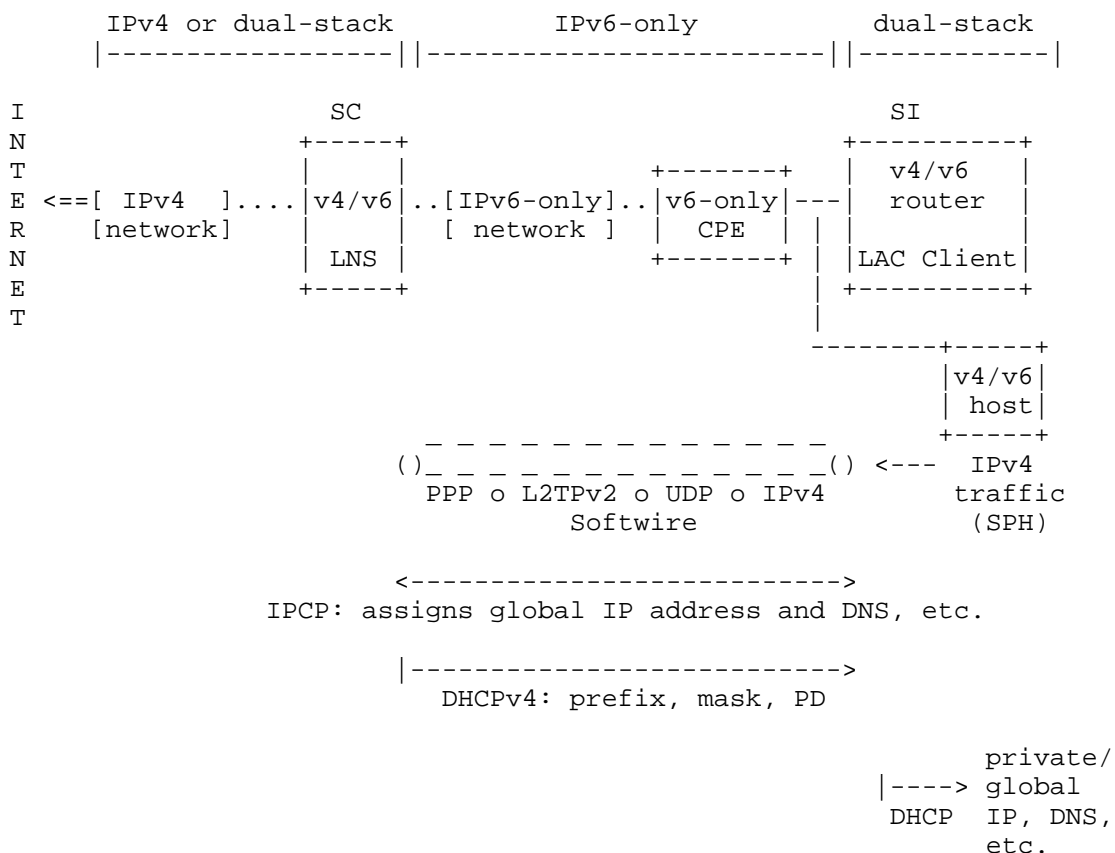 IPv4 or dual-stack            IPv6-only            dual-stack
     |------------------||-------------------------||------------|

I                   SC                                 SI
N                 +-----+                           +----------+
T                 |     |               +-------+   |  v4/v6   |
E <==[ IPv4  ]....|v4/v6|..[IPv6-only]..|v6-only|---|  router  |
R    [network]    |     |  [ network ]  |  CPE  | | |          |
N                 | LNS |               +-------+ | |LAC Client|
E                 +-----+                         | +----------+
T                                                 |
                                                  --------+-----+
                                                          |v4/v6|
                                                          | host|
                          _ _ _ _ _ _ _ _ _ _ _ _ _       +-----+
                        ()_ _ _ _ _ _ _ _ _ _ _ _ _() <---  IPv4
                          PPP o L2TPv2 o UDP o IPv4        traffic
                                   Softwire                 (SPH)

                        <--------------------------->
                IPCP: assigns global IP address and DNS, etc.

                        |--------------------------->
                          DHCPv4: prefix, mask, PD

                                                             private/
                                                      |----> global
                                                       DHCP  IP, DNS,
                                                             etc.